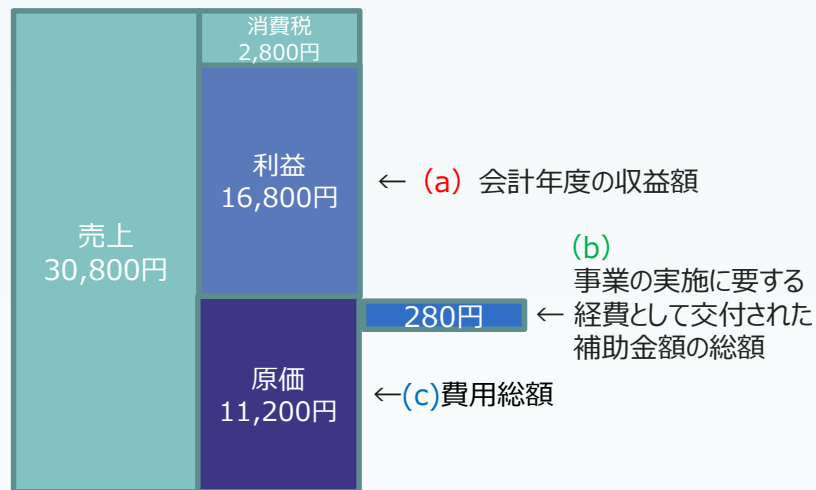 消費税
2,800円
利益
16,800円
← (a) 会計年度の収益額
売上
30,800円
(b)
事業の実施に要する
280円 ← 経費として交付された
補助金額の総額
原価
11,200円
←(c)費用総額